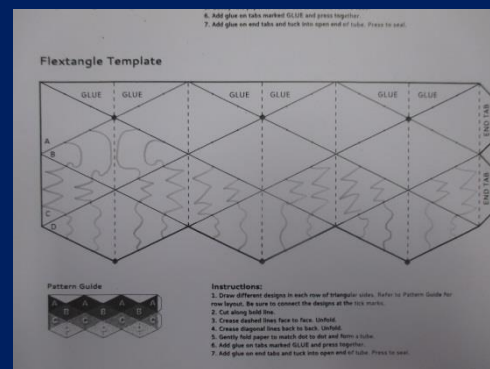 6. Add glue on tabs marked GLUE and press together.
7. Add glue on end tabs and tuck into open end of tube. Press to seal.
Flextangle Template
GLUE GLUE GLUE GLUE GLUE GLUE
END TAB
A
B
END TAB
C
D
Pattern Guide
A A A A A
B B B B
C C C C C
Instructions:
1. Draw different designs in each row of triangular sides. Refer to Pattern Guide for
row layout. Be sure to connect the designs at the tick marks.
2. Cut along bold line.
3. Crease dashed lines face to face. Unfold.
4. Crease diagonal lines back to back. Unfold.
5. Gently fold paper to match dot to dot and form a tube.
6. Add glue on tabs marked GLUE and press together.
7. Add glue on end tabs and tuck into open end of tube. Press to seal.